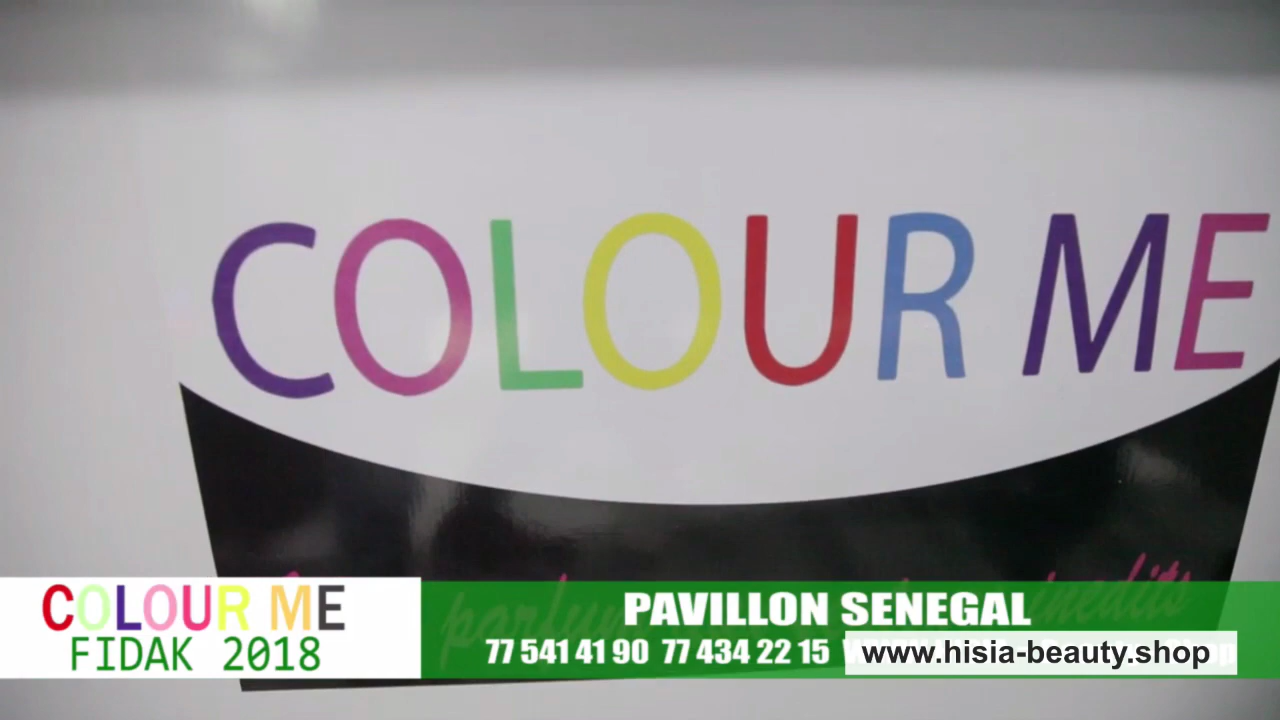 COLOUR ME
inedits
COLOUR ME
FIDAK 2018
PAVILLON SENEGAL
77 541 41 90 77 434 22 15
www.hisia-beauty.shop